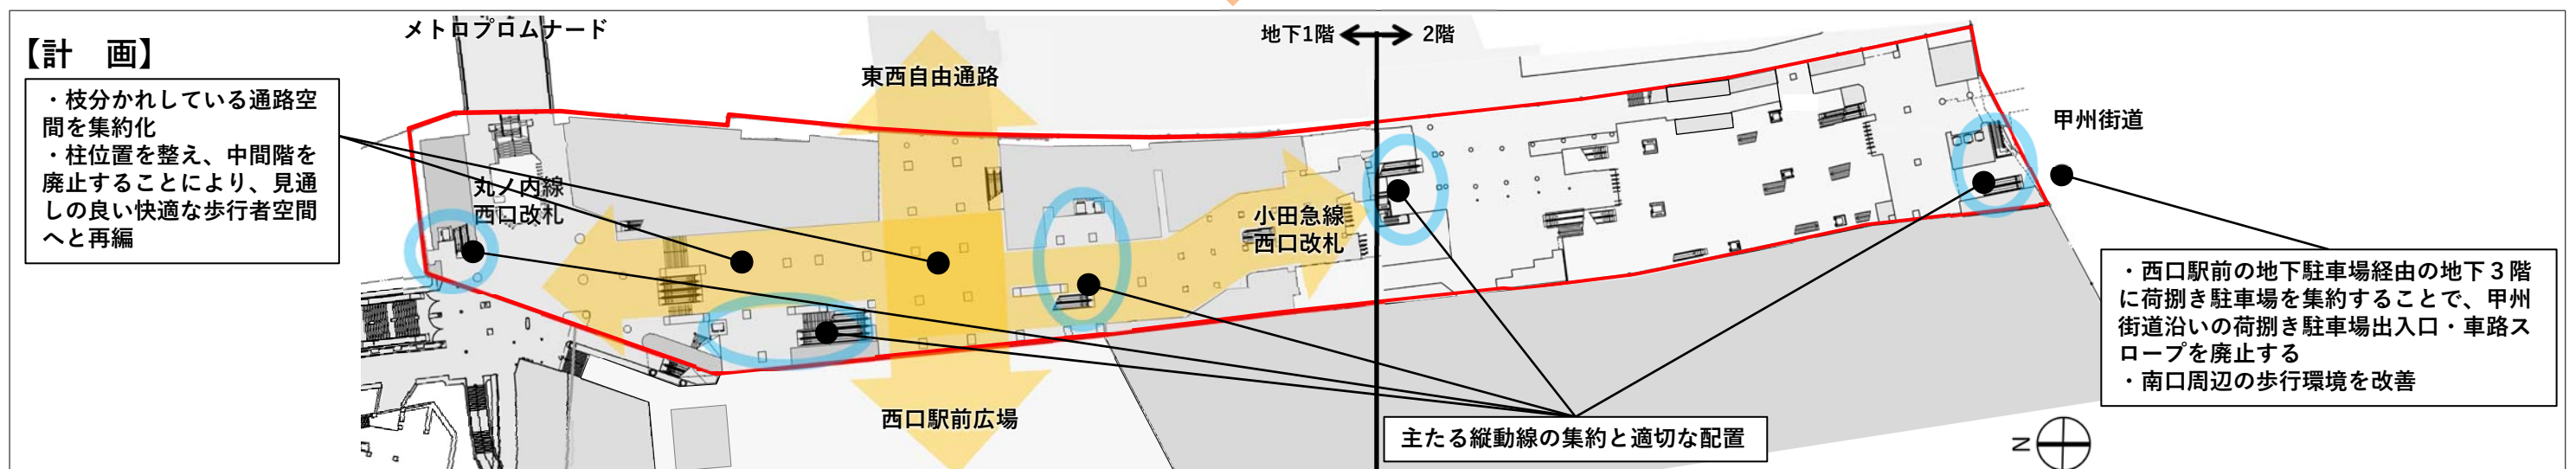 【計　画】
・枝分かれしている通路空
間を集約化
・柱位置を整え、中間階を
廃止することにより、見通
しの良い快適な歩行者空間
へと再編
メトロプロムナード
東西自由通路
地下1階
2階
甲州街道
丸ノ内線
西口改札
小田急線
西口改札
西口駅前広場
主たる縦動線の集約と適切な配置
・西口駅前の地下駐車場経由の地下３階
に荷捌き駐車場を集約することで、甲州
街道沿いの荷捌き駐車場出入口・車路ス
ロープを廃止する
・南口周辺の歩行環境を改善
N